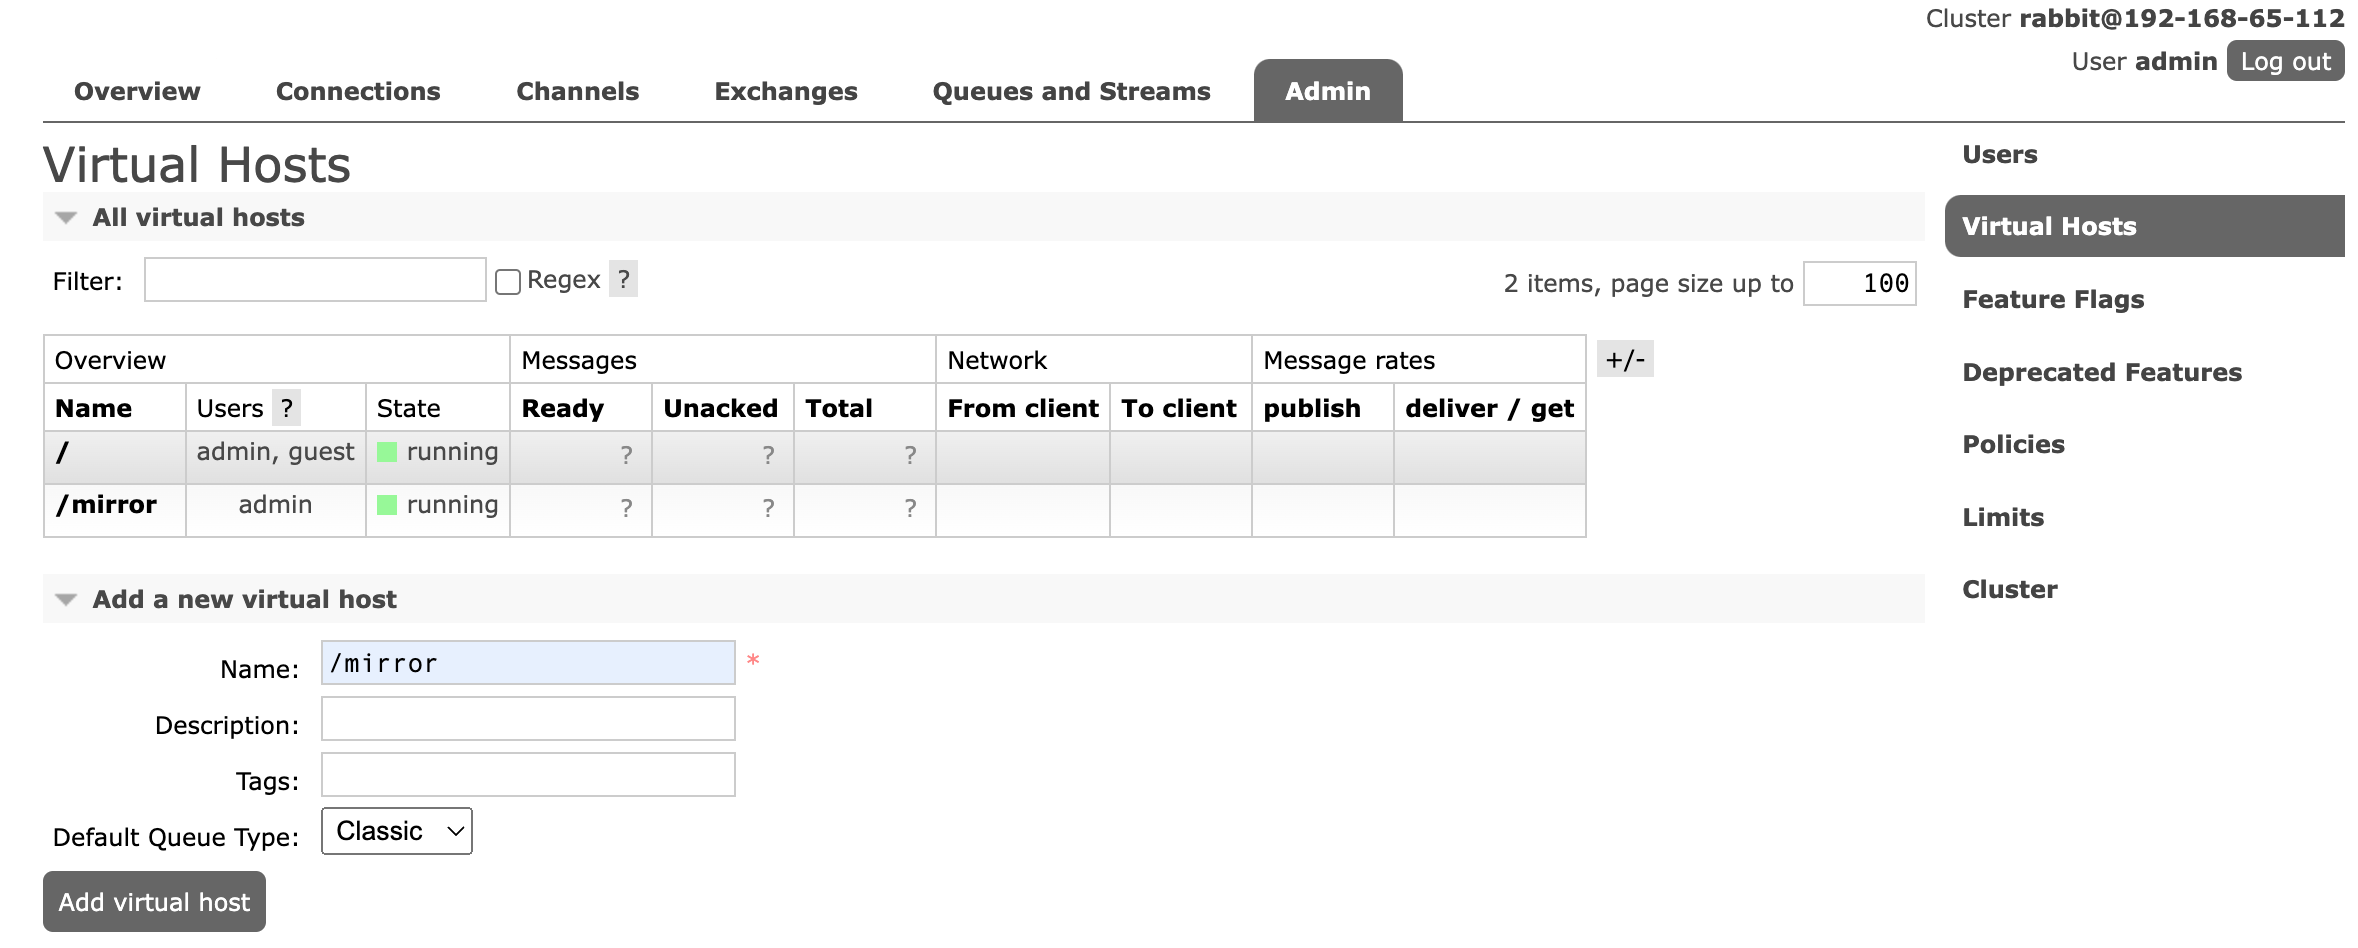 Cluster rabbit@192-168-65-112
User admin Log out
Overview Connections Channels Exchanges Queues and Streams Admin
Virtual Hosts
All virtual hosts
Filter: Regex ? 2 items, page size up to 100
Overview Messages Network Message rates +/-
Name Users ? State Ready Unacked Total From client To client publish deliver / get
/ admin, guest running ? ? ?
/mirror admin running ? ? ?
Add a new virtual host
Name: /mirror *
Description:
Tags:
Default Queue Type: Classic
Add virtual host
Users
Virtual Hosts
Feature Flags
Deprecated Features
Policies
Limits
Cluster